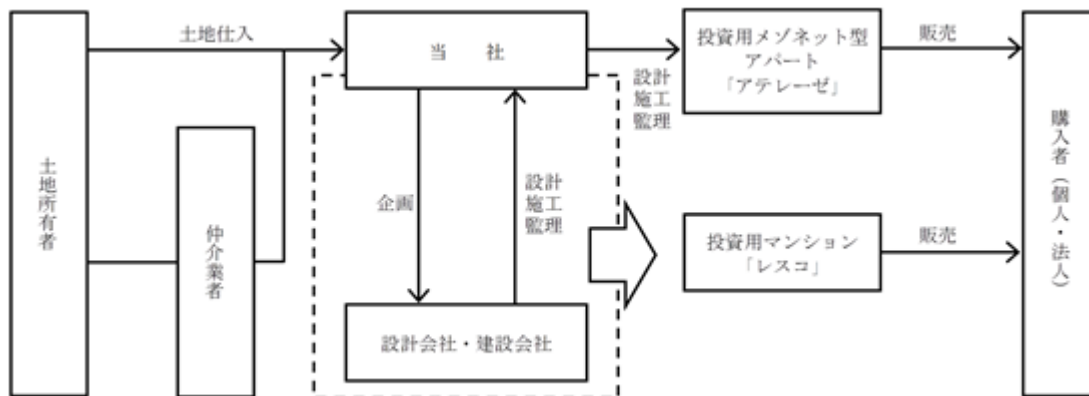 土地所有者
土地仕入
仲介業者
当 社
企画
設計
施工
監理
設計会社・建設会社
設計
施工
監理
投資用メゾネット型
アパート
「アテレーゼ」
販売
投資用マンション
「レスコ」
販売
購入者（個人・法人）